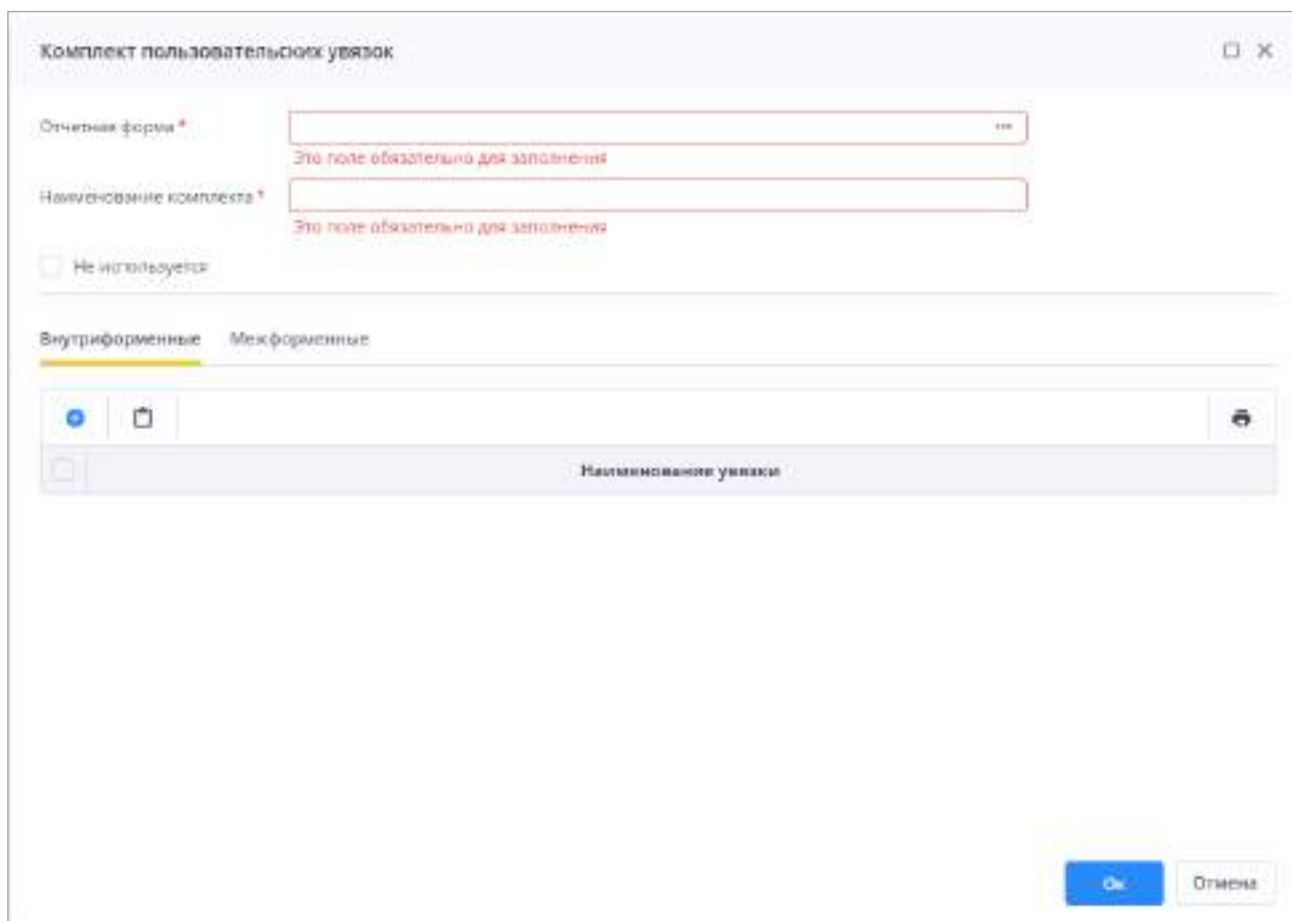 Комплект пользовательских увязок
Отчетная форма *
Это поле обязательно для заполнения
Наименование комплекта *
Это поле обязательно для заполнения
Не используется
Внутриформенные Межформенные
Наименование увязки
Ок Отмена